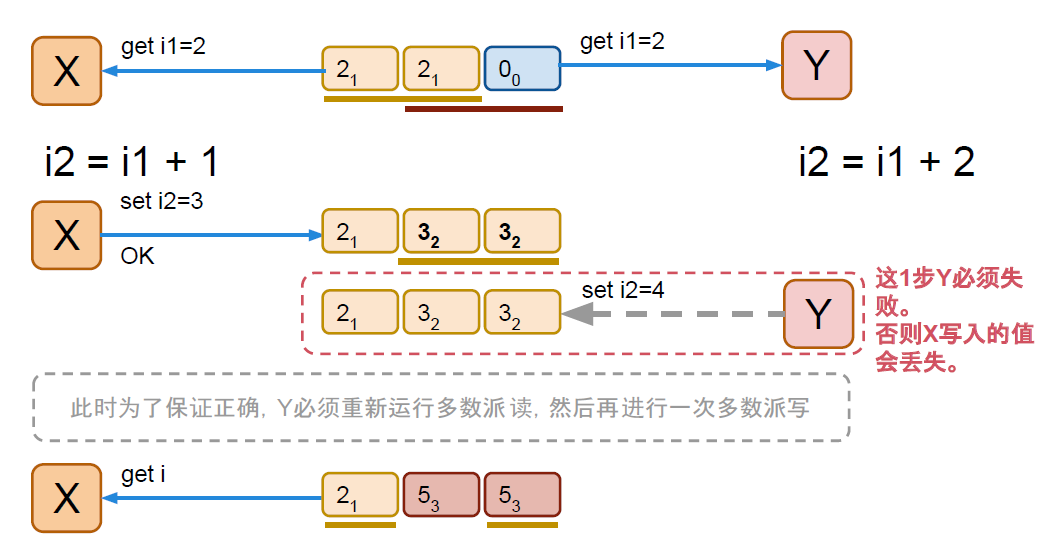 get i1=2
get i1=2
X
2₁ 2₁ 0₀
Y
i2 = i1 + 1
i2 = i1 + 2
set i2=3
X
2₁ 3₂ 3₂
OK
set i2=4
2₁ 3₂ 3₂
Y
这1步Y必须失
败。
否则X写入的值
会丢失。
此时为了保证正确, Y必须重新运行多数派读, 然后再进行一次多数派写
get i
X
2₁ 5₃ 5₃